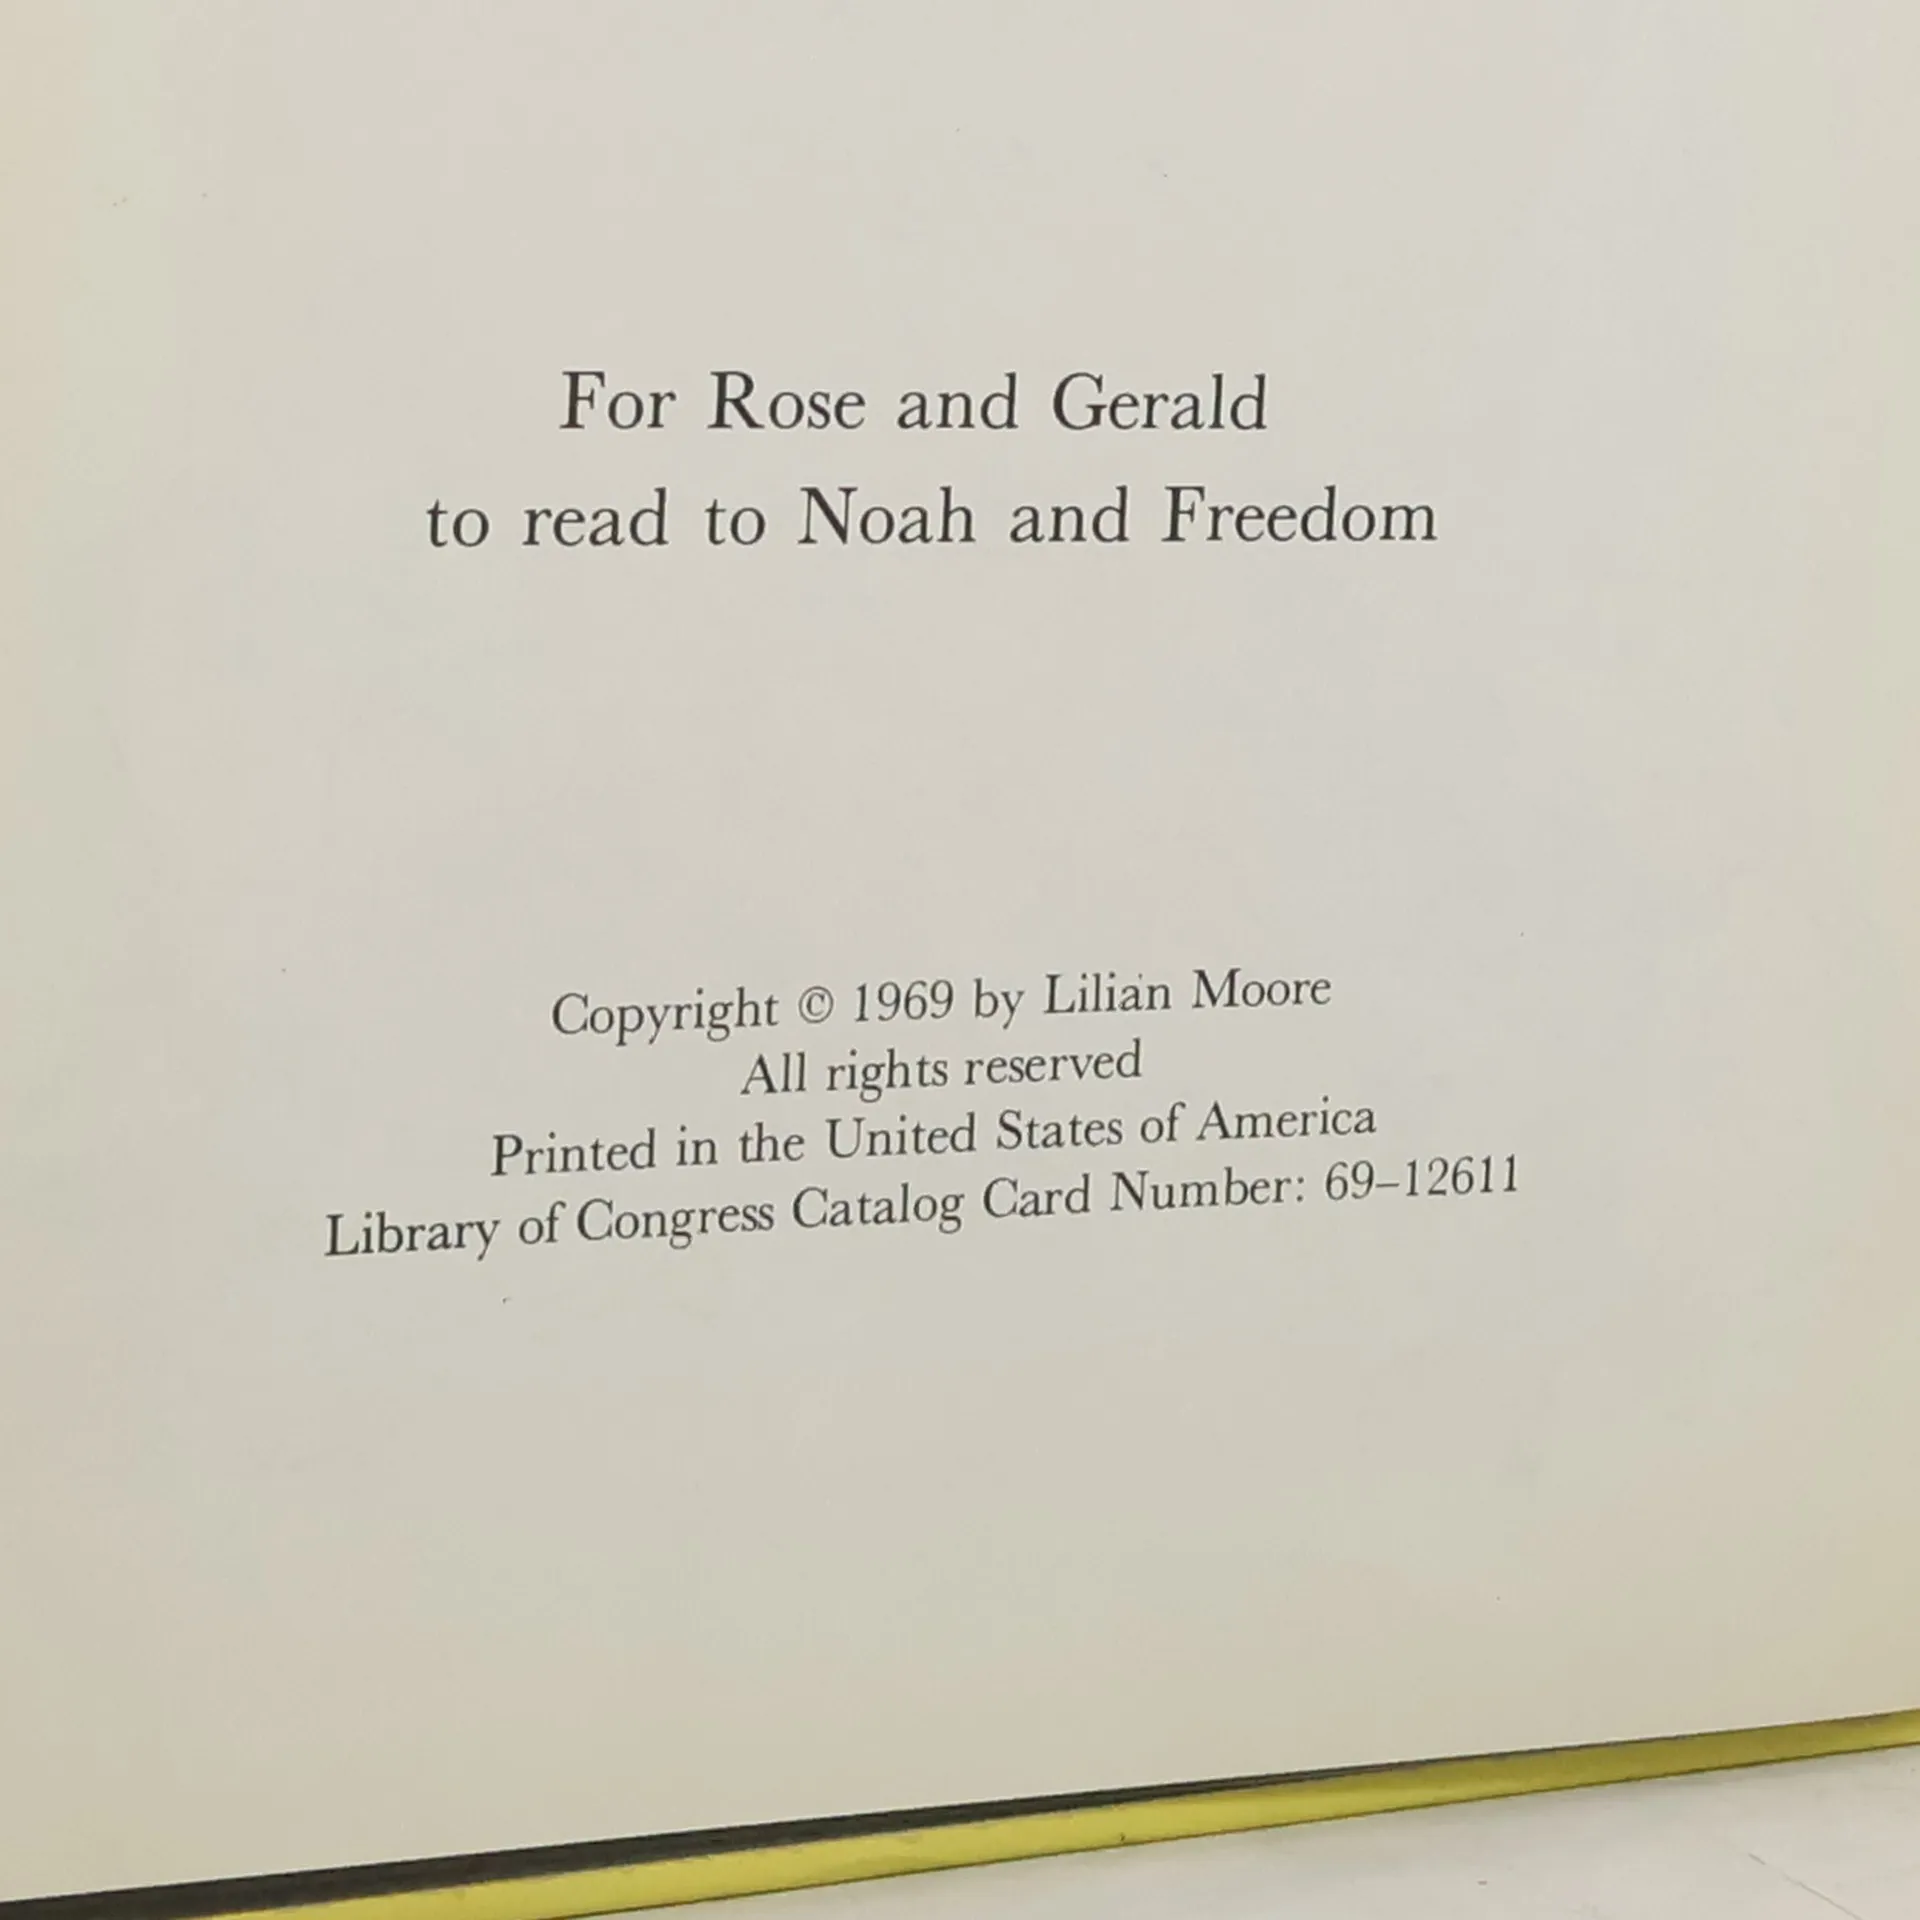 For Rose and Gerald
to read to Noah and Freedom
Copyright © 1969 by Lilian Moore
All rights reserved
Printed in the United States of America
Library of Congress Catalog Card Number: 69–12611